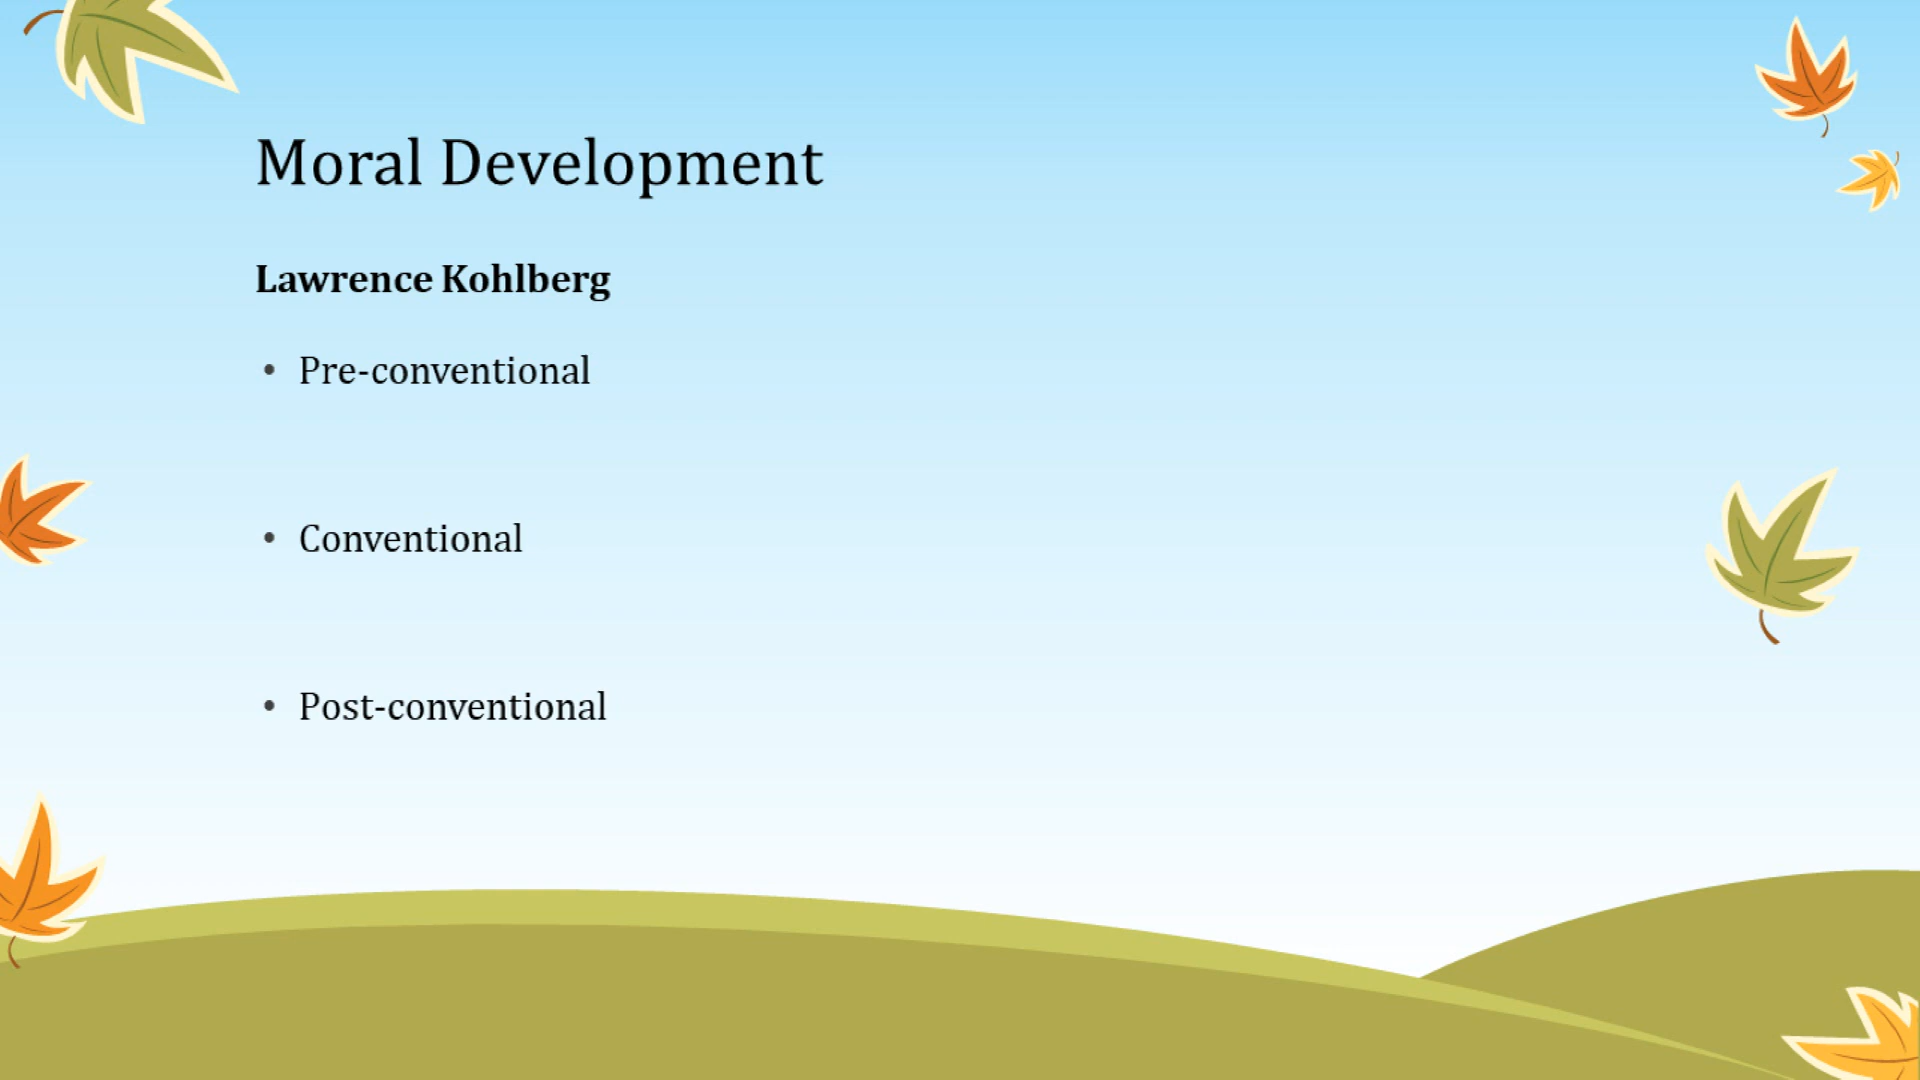 Moral Development
Lawrence Kohlberg
• Pre-conventional
• Conventional
• Post-conventional